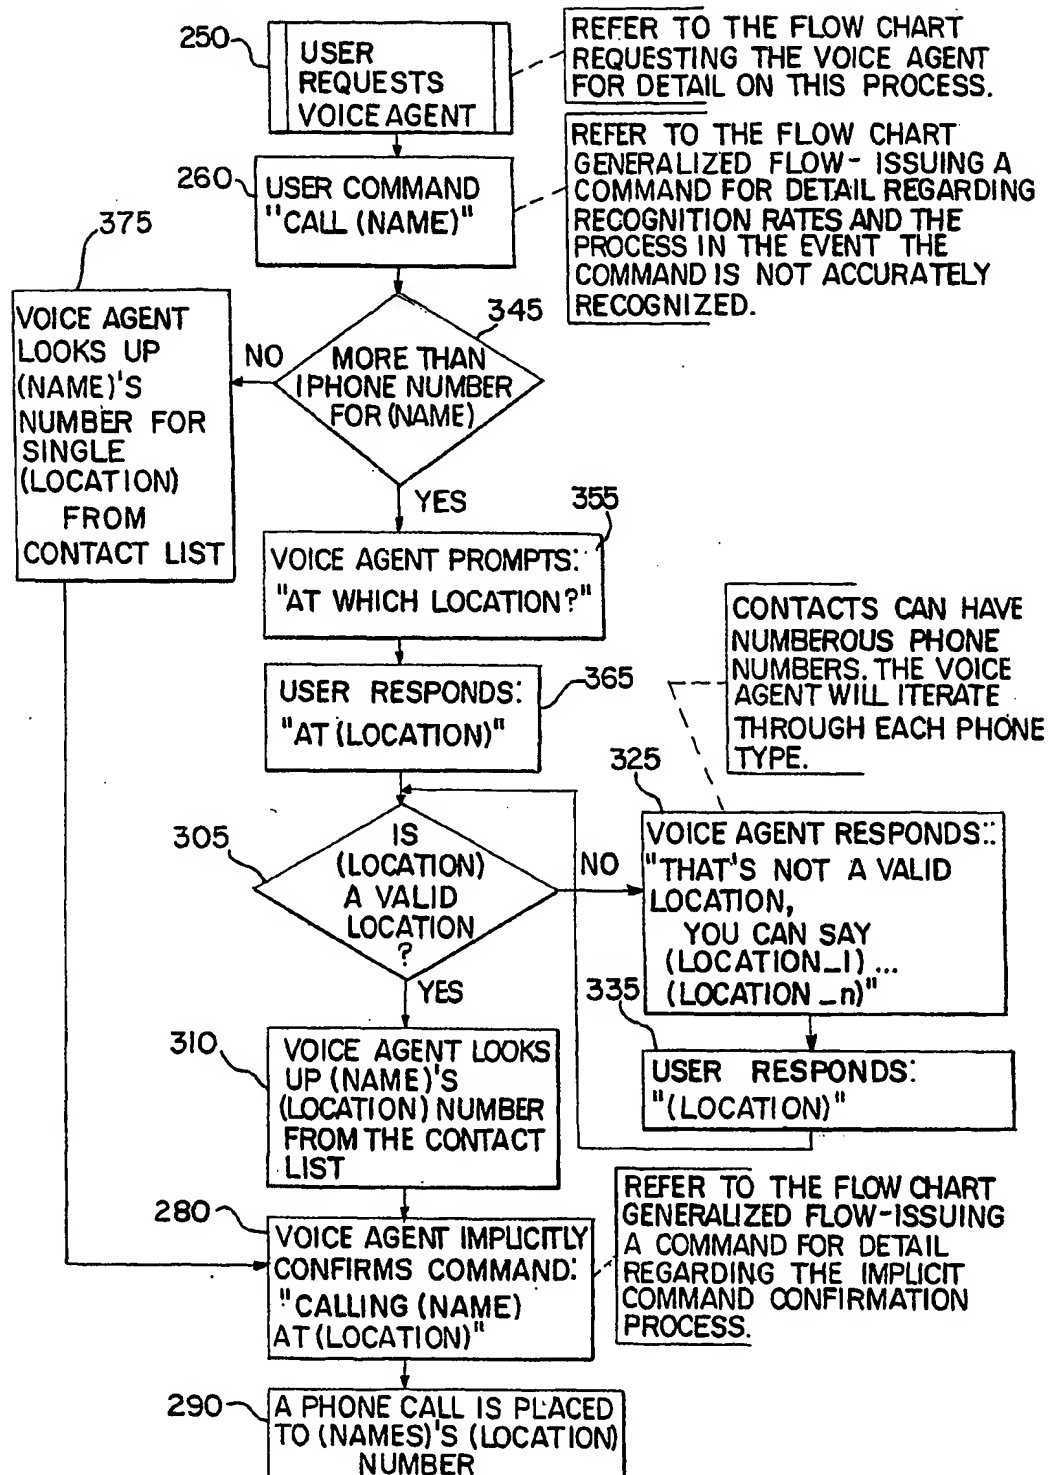 250
USER
REQUESTS
VOICE AGENT
REFER TO THE FLOW CHART
REQUESTING THE VOICE AGENT
FOR DETAIL ON THIS PROCESS.
260
USER COMMAND
"CALL (NAME)"
REFER TO THE FLOW CHART
GENERALIZED FLOW- ISSUING A
COMMAND FOR DETAIL REGARDING
RECOGNITION RATES AND THE
PROCESS IN THE EVENT THE
COMMAND IS NOT ACCURATELY
RECOGNIZED.
375
VOICE AGENT
LOOKS UP
(NAME)'S
NUMBER FOR
SINGLE
(LOCATION)
FROM
CONTACT LIST
NO
345
MORE THAN
1 PHONE NUMBER
FOR (NAME)
YES
355
VOICE AGENT PROMPTS:
"AT WHICH LOCATION?"
365
USER RESPONDS:
"AT (LOCATION)"
CONTACTS CAN HAVE
NUMBEROUS PHONE
NUMBERS. THE VOICE
AGENT WILL ITERATE
THROUGH EACH PHONE
TYPE.
305
IS
(LOCATION)
A VALID
LOCATION
?
NO
YES
325
VOICE AGENT RESPONDS::
"THAT'S NOT A VALID
LOCATION,
YOU CAN SAY
(LOCATION_1)...
(LOCATION_n)"
335
USER RESPONDS:
"(LOCATION)"
310
VOICE AGENT LOOKS
UP (NAME)'S
(LOCATION) NUMBER
FROM THE CONTACT
LIST
280
VOICE AGENT IMPLICITLY
CONFIRMS COMMAND:
"CALLING (NAME)
AT (LOCATION)"
REFER TO THE FLOW CHART
GENERALIZED FLOW-ISSUING
A COMMAND FOR DETAIL
REGARDING THE IMPLICIT
COMMAND CONFIRMATION
PROCESS.
290
A PHONE CALL IS PLACED
TO (NAMES)'S (LOCATION)
NUMBER